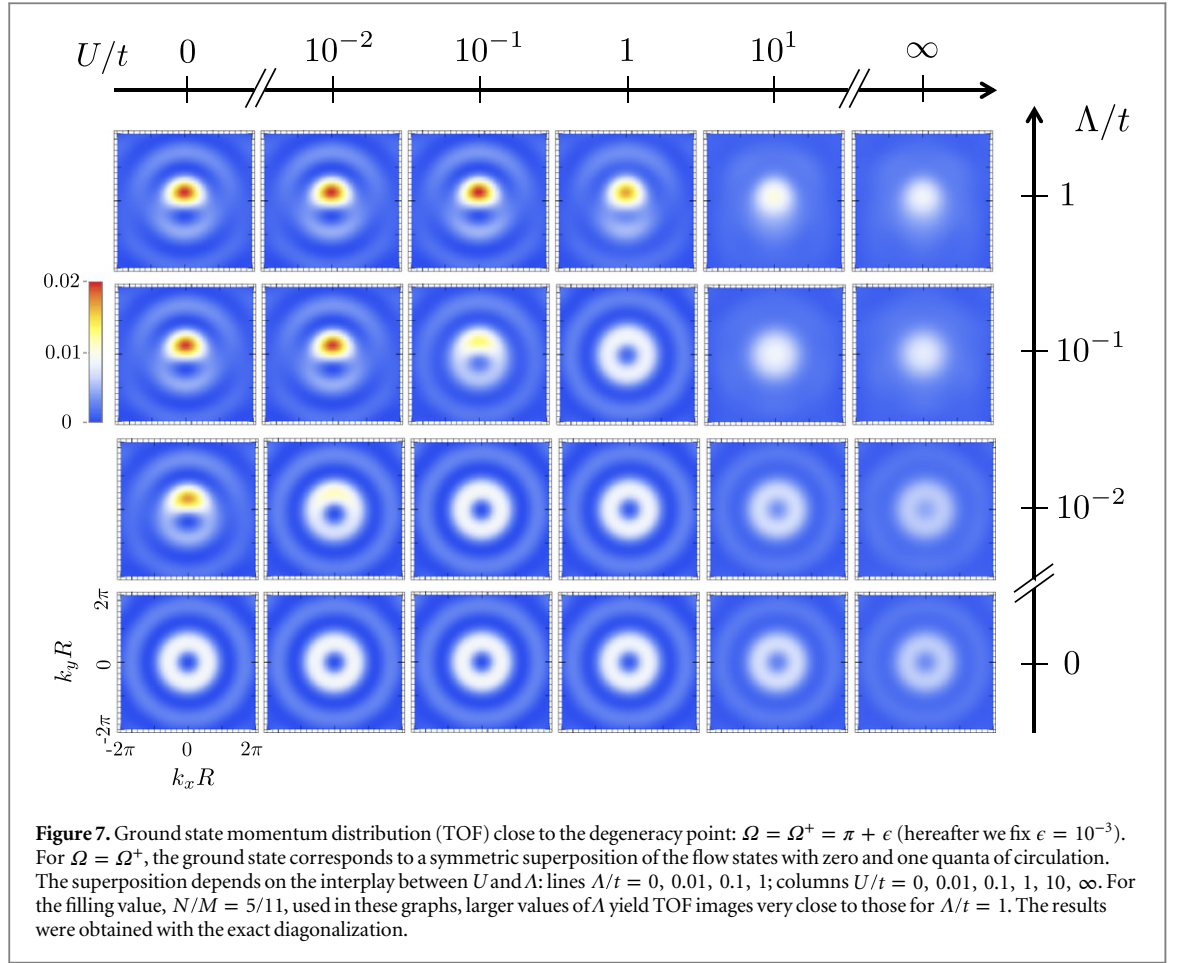 U/t 0 10⁻² 10⁻¹ 1 10¹ ∞
Λ/t
1
0.02
0.01
0
10⁻¹
10⁻²
0
2π
0
-2π
k_yR
-2π 0 2π
k_xR
Figure 7. Ground state momentum distribution (TOF) close to the degeneracy point: Ω = Ω⁺ = π + ϵ (hereafter we fix ϵ = 10⁻³).
For Ω = Ω⁺, the ground state corresponds to a symmetric superposition of the flow states with zero and one quanta of circulation.
The superposition depends on the interplay between U and Λ: lines Λ/t = 0, 0.01, 0.1, 1; columns U/t = 0, 0.01, 0.1, 1, 10, ∞. For
the filling value, N/M = 5/11, used in these graphs, larger values of Λ yield TOF images very close to those for Λ/t = 1. The results
were obtained with the exact diagonalization.